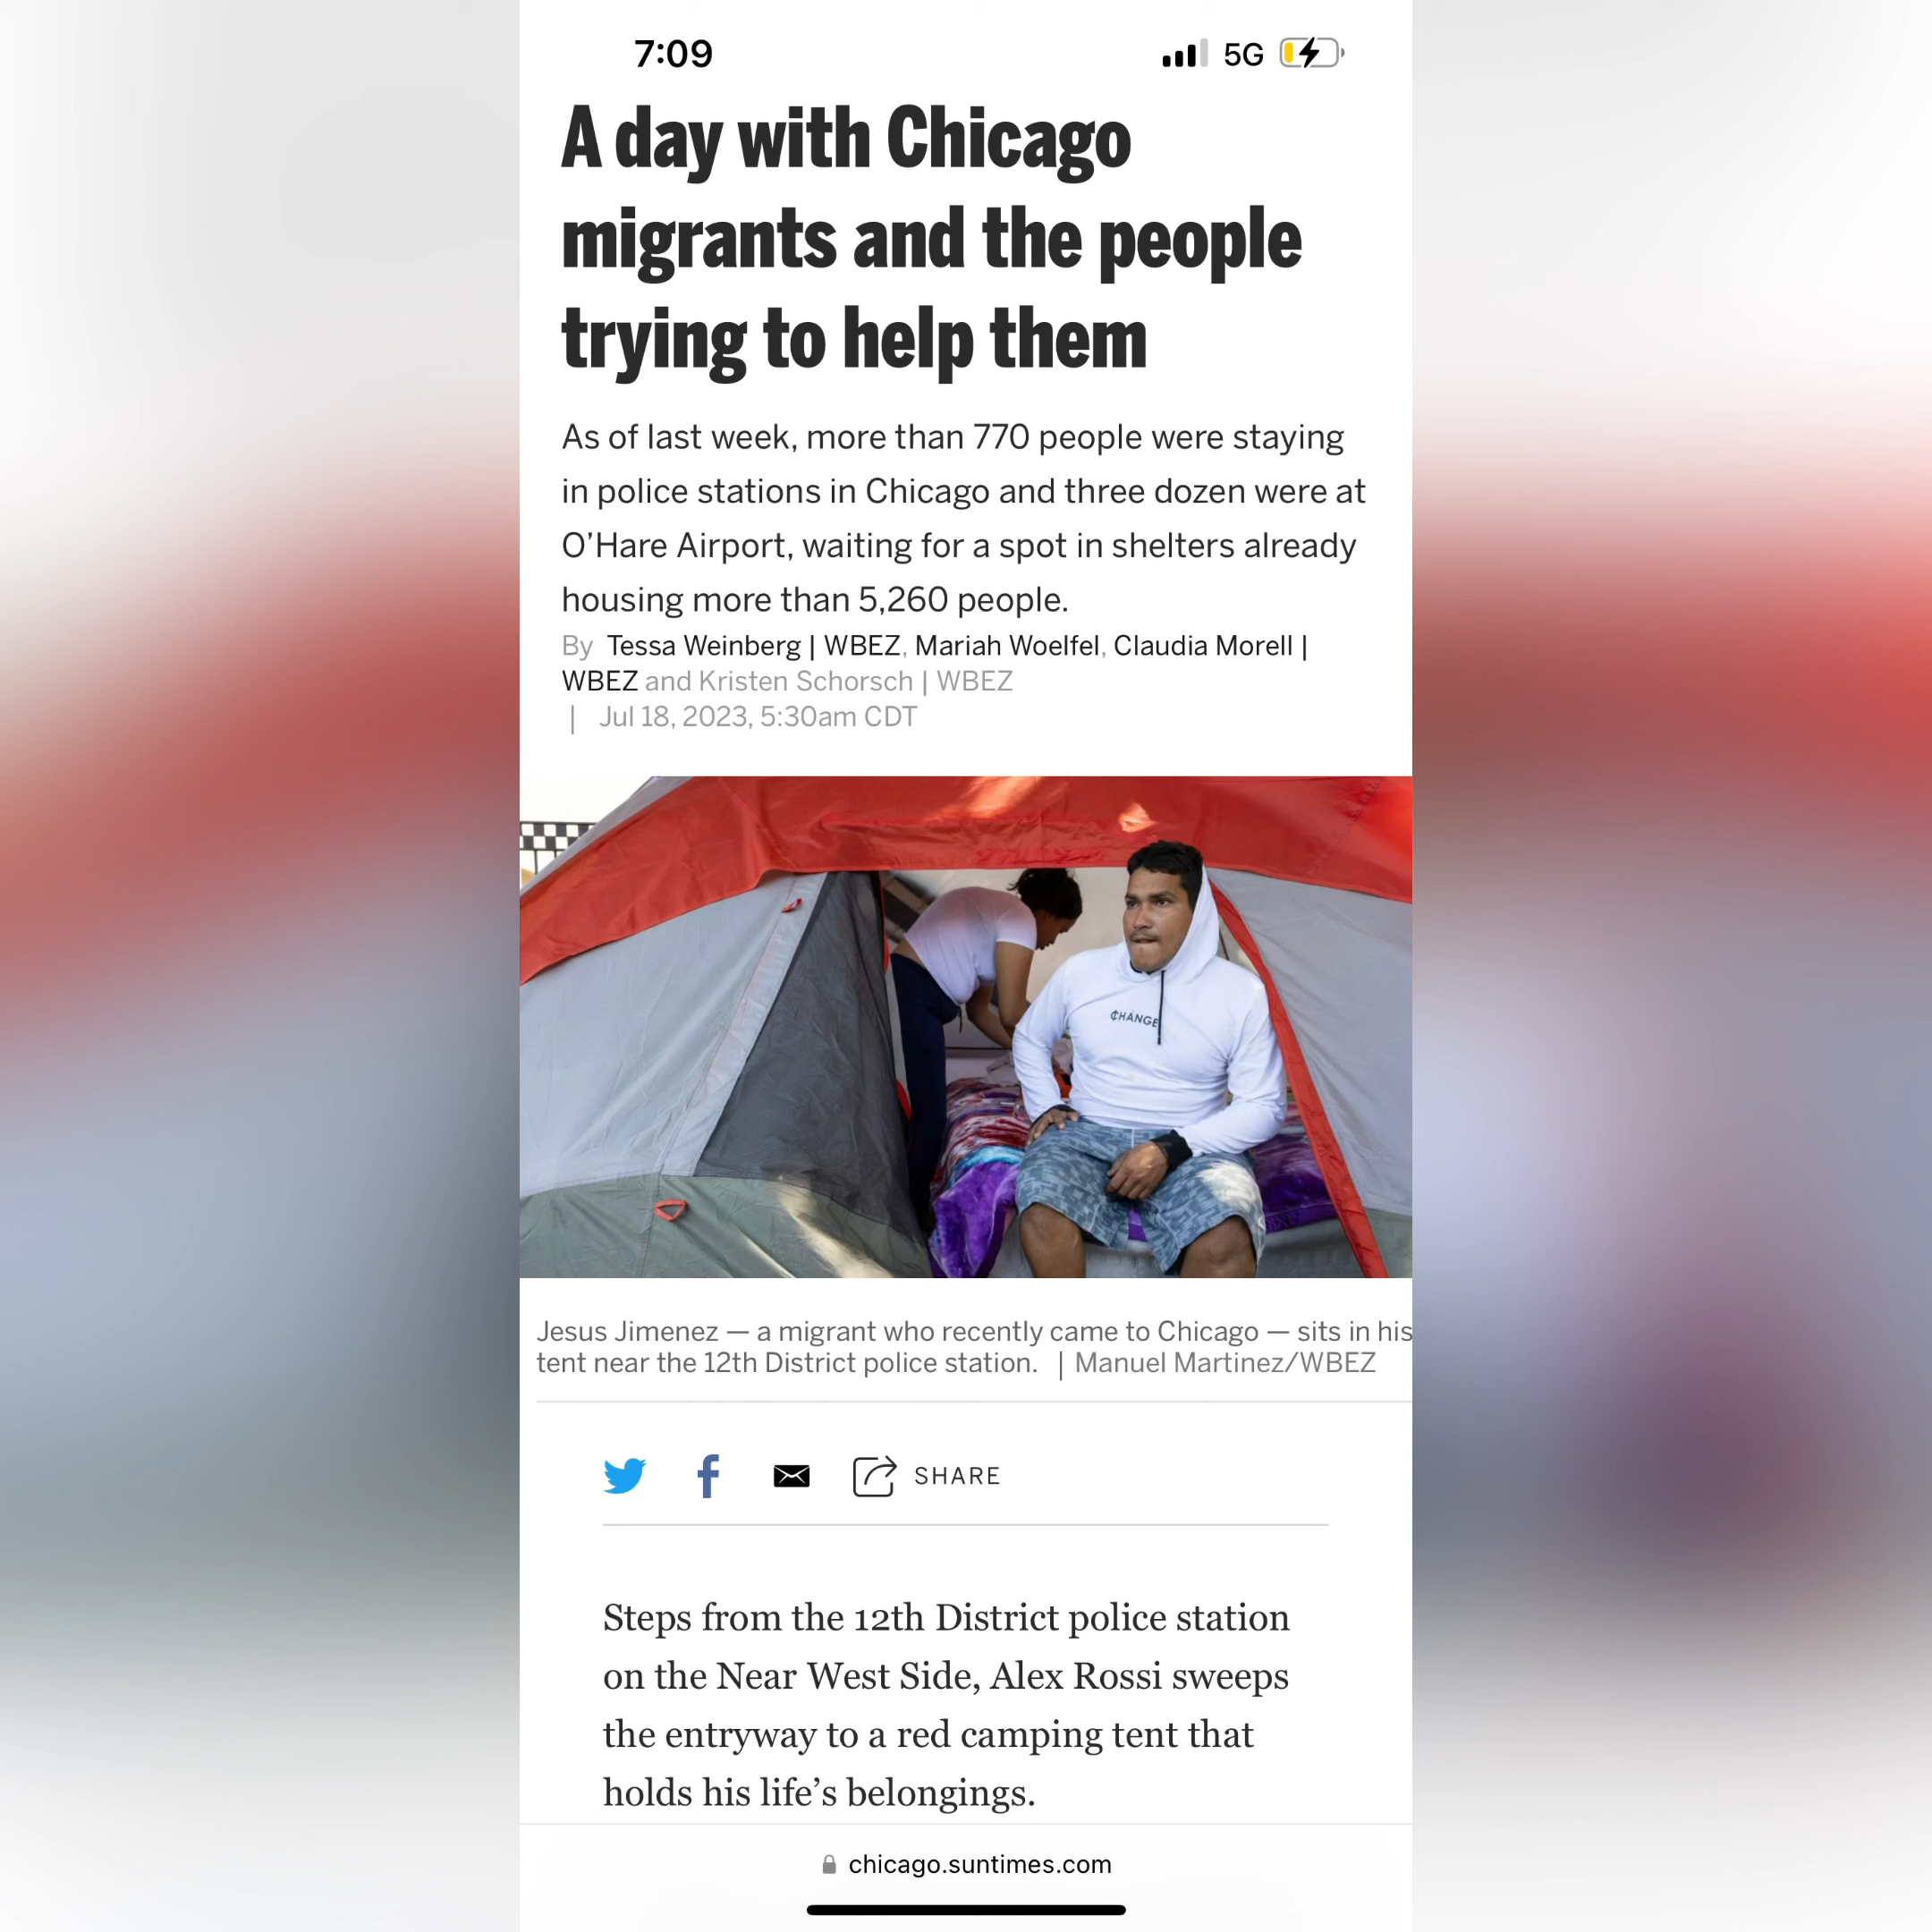 7:09 5G
A day with Chicago
migrants and the people
trying to help them
As of last week, more than 770 people were staying
in police stations in Chicago and three dozen were at
O’Hare Airport, waiting for a spot in shelters already
housing more than 5,260 people.
By Tessa Weinberg | WBEZ, Mariah Woelfel, Claudia Morell |
WBEZ and Kristen Schorsch | WBEZ
| Jul 18, 2023, 5:30am CDT
₵HANGE
Jesus Jimenez — a migrant who recently came to Chicago — sits in his
tent near the 12th District police station. | Manuel Martinez/WBEZ
SHARE
Steps from the 12th District police station
on the Near West Side, Alex Rossi sweeps
the entryway to a red camping tent that
holds his life’s belongings.
chicago.suntimes.com